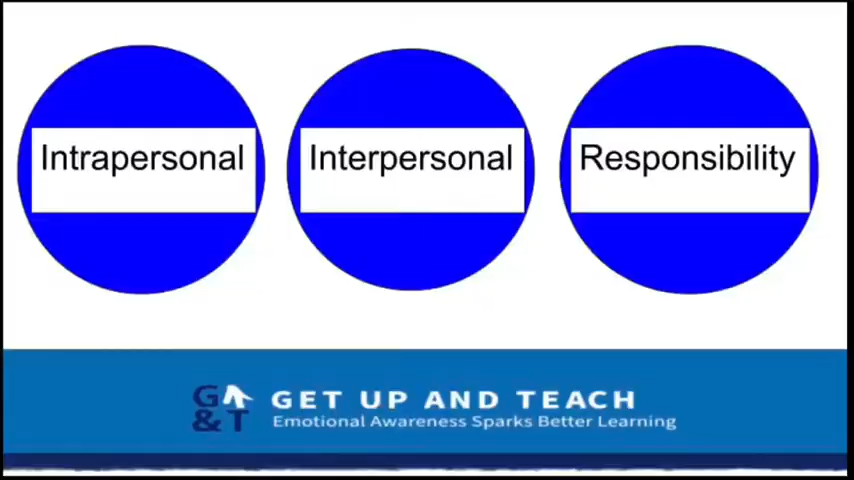 Intrapersonal
Interpersonal
Responsibility
G
& T
GET UP AND TEACH
Emotional Awareness Sparks Better Learning